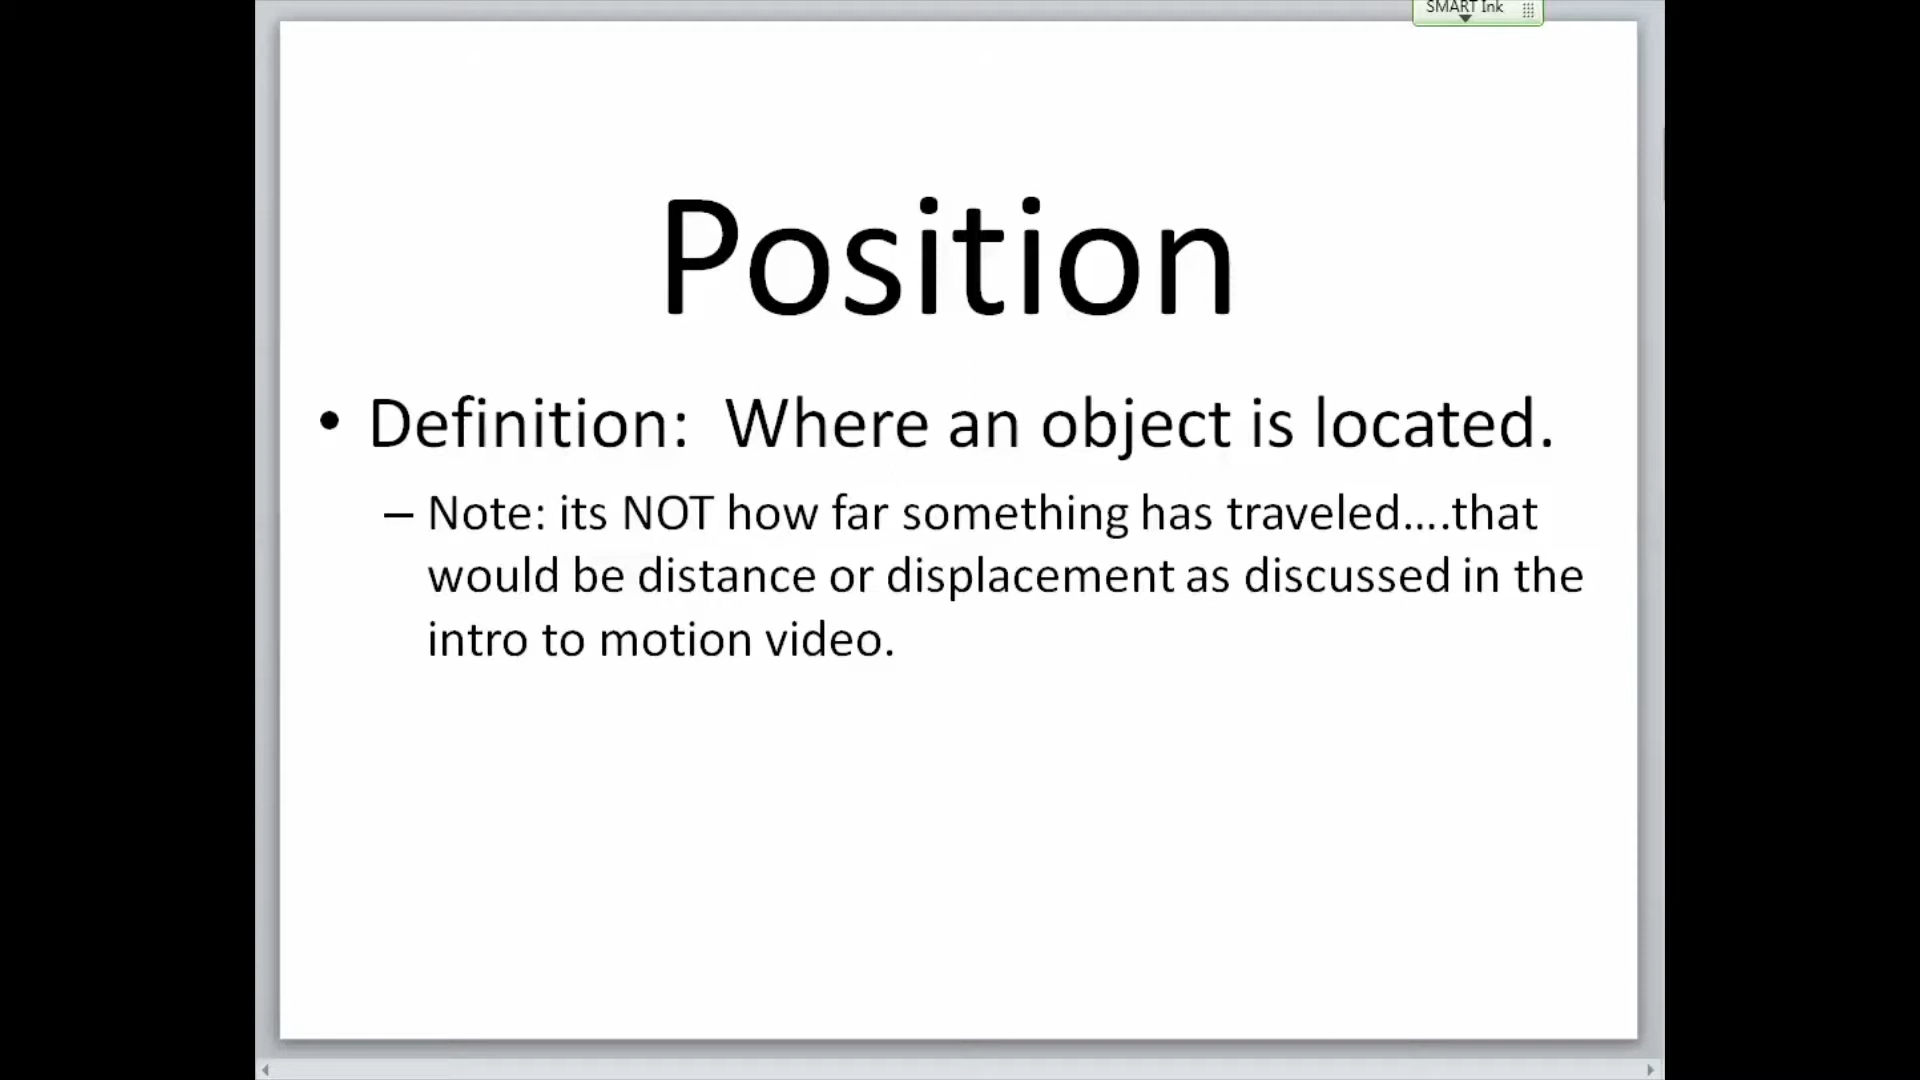 SMART Ink
Position
• Definition:  Where an object is located.
– Note: its NOT how far something has traveled....that
would be distance or displacement as discussed in the
intro to motion video.